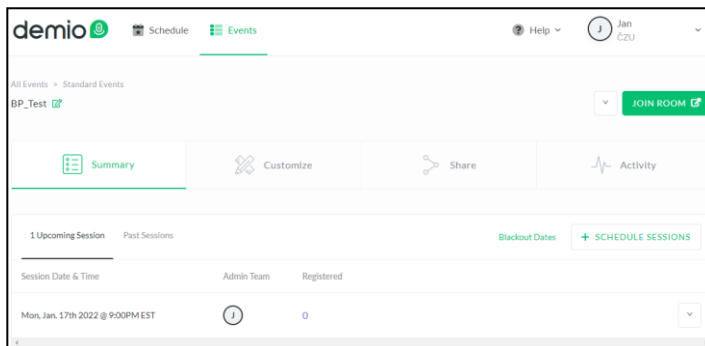 demio Schedule Events Help J Jan
ČZU
All Events > Standard Events
BP_Test JOIN ROOM
Summary Customize Share Activity
1 Upcoming Session Past Sessions Blackout Dates + SCHEDULE SESSIONS
Session Date & Time Admin Team Registered
Mon, Jan. 17th 2022 @ 9:00PM EST J 0